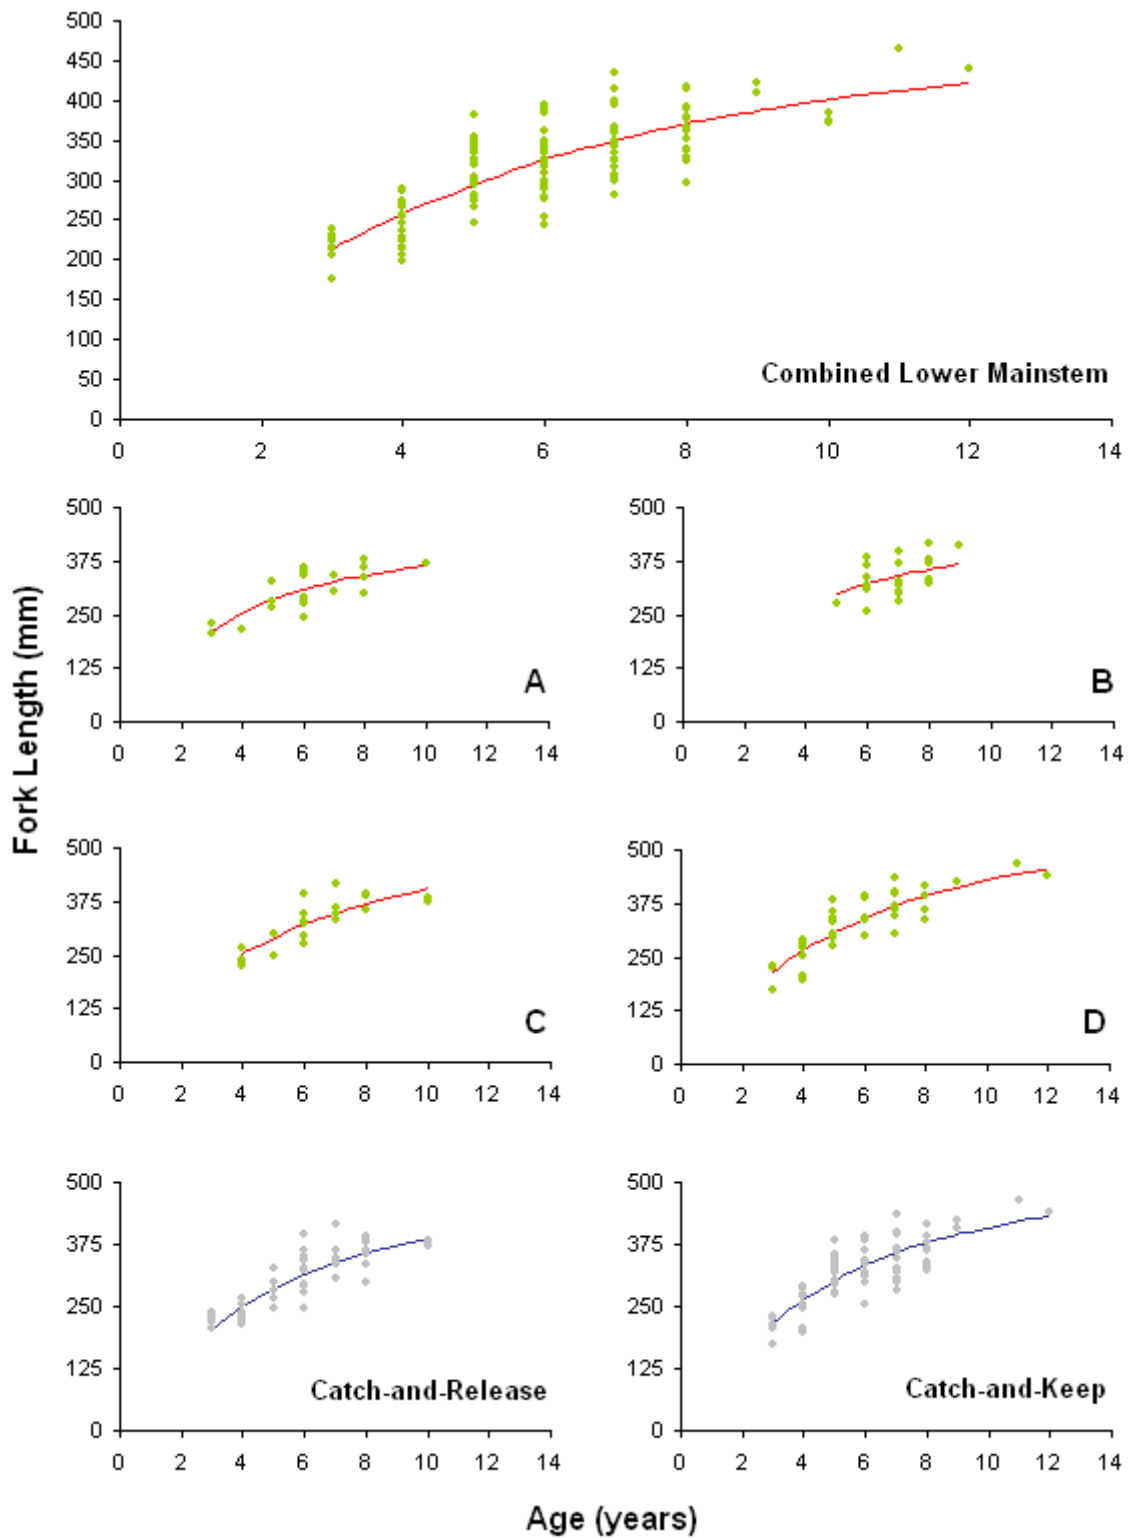 500
450
400
350
300
250
200
150
100
50
0
Combined Lower Mainstem
0 2 4 6 8 10 12 14
Fork Length (mm)
500
375
250
125
0
A
0 2 4 6 8 10 12 14
500
375
250
125
0
B
0 2 4 6 8 10 12 14
500
375
250
125
0
C
0 2 4 6 8 10 12 14
500
375
250
125
0
D
0 2 4 6 8 10 12 14
500
375
250
125
0
Catch-and-Release
0 2 4 6 8 10 12 14
500
375
250
125
0
Catch-and-Keep
0 2 4 6 8 10 12 14
Age (years)